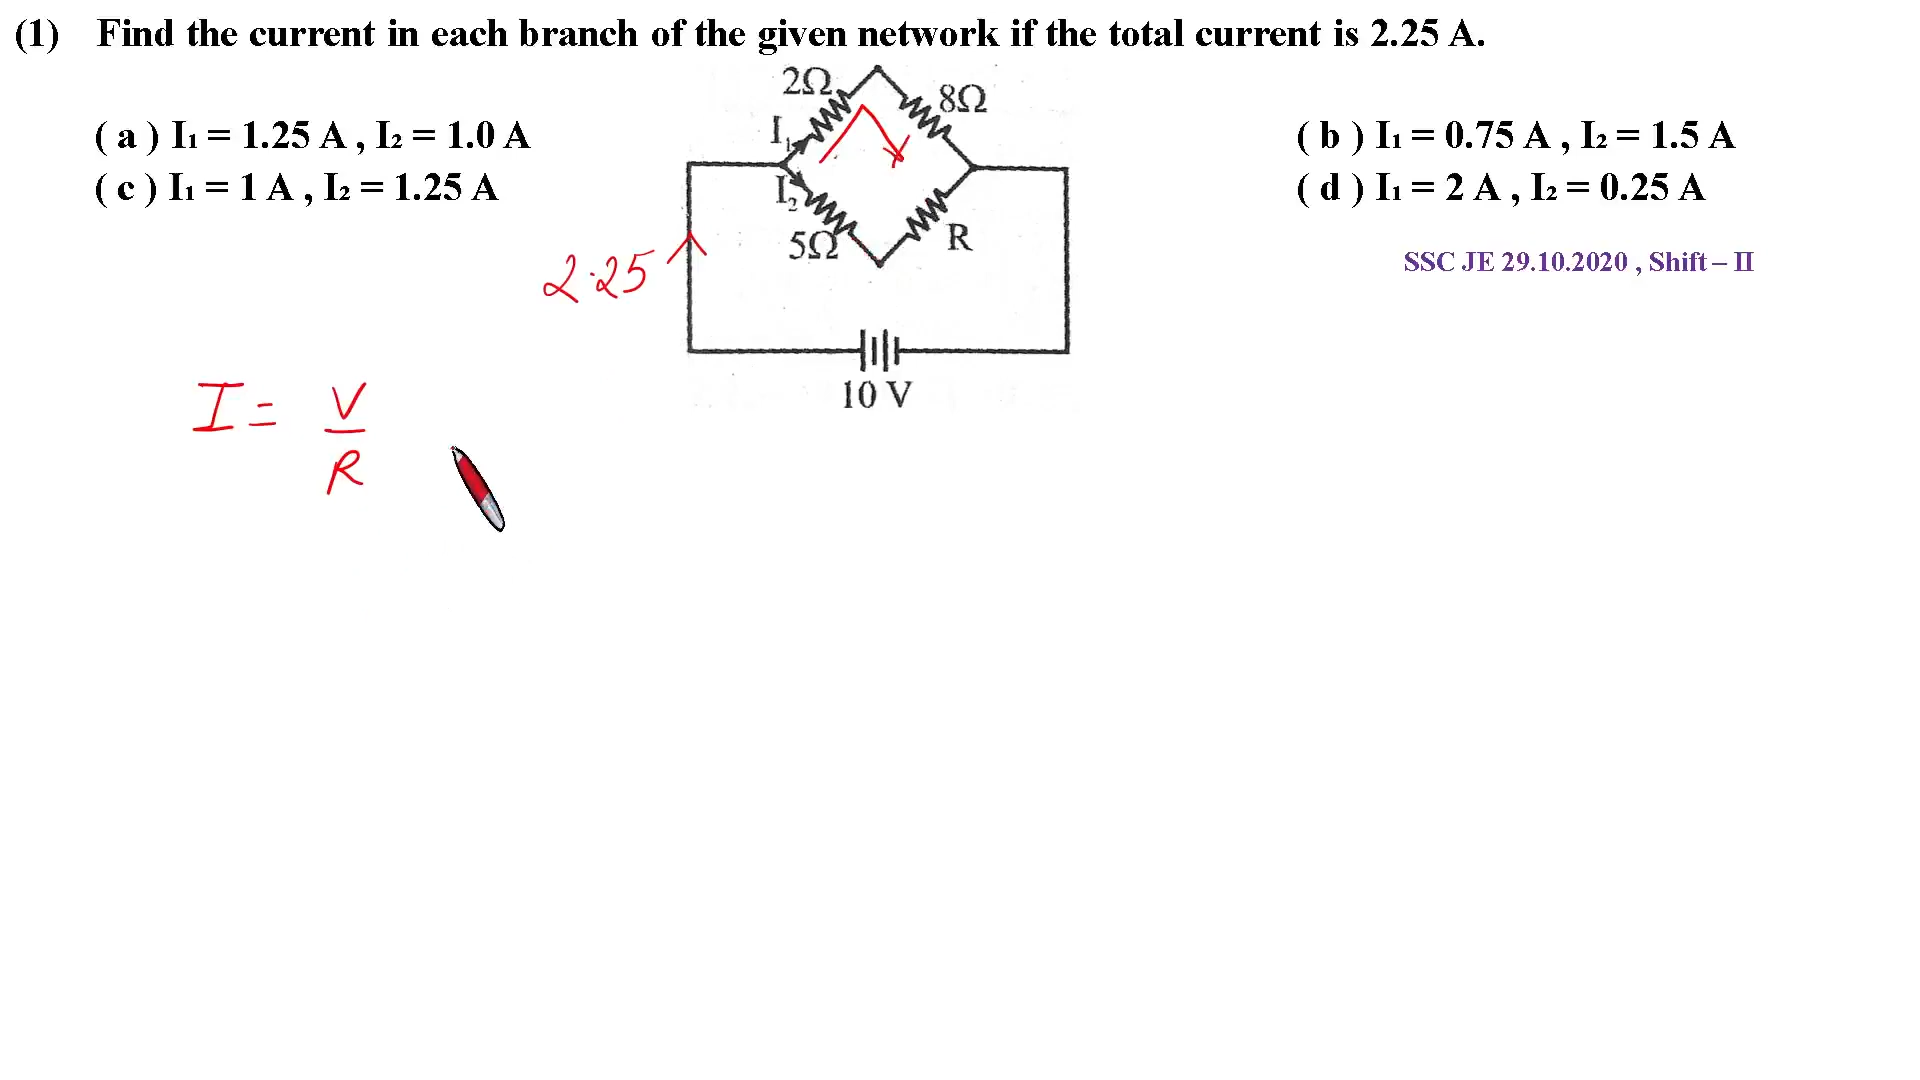 (1) Find the current in each branch of the given network if the total current is 2.25 A.
( a ) I₁ = 1.25 A , I₂ = 1.0 A
( b ) I₁ = 0.75 A , I₂ = 1.5 A
( c ) I₁ = 1 A , I₂ = 1.25 A
( d ) I₁ = 2 A , I₂ = 0.25 A
SSC JE 29.10.2020 , Shift – II
2Ω
8Ω
I₁
I₂
5Ω
R
2.25
10 V
I = V
R